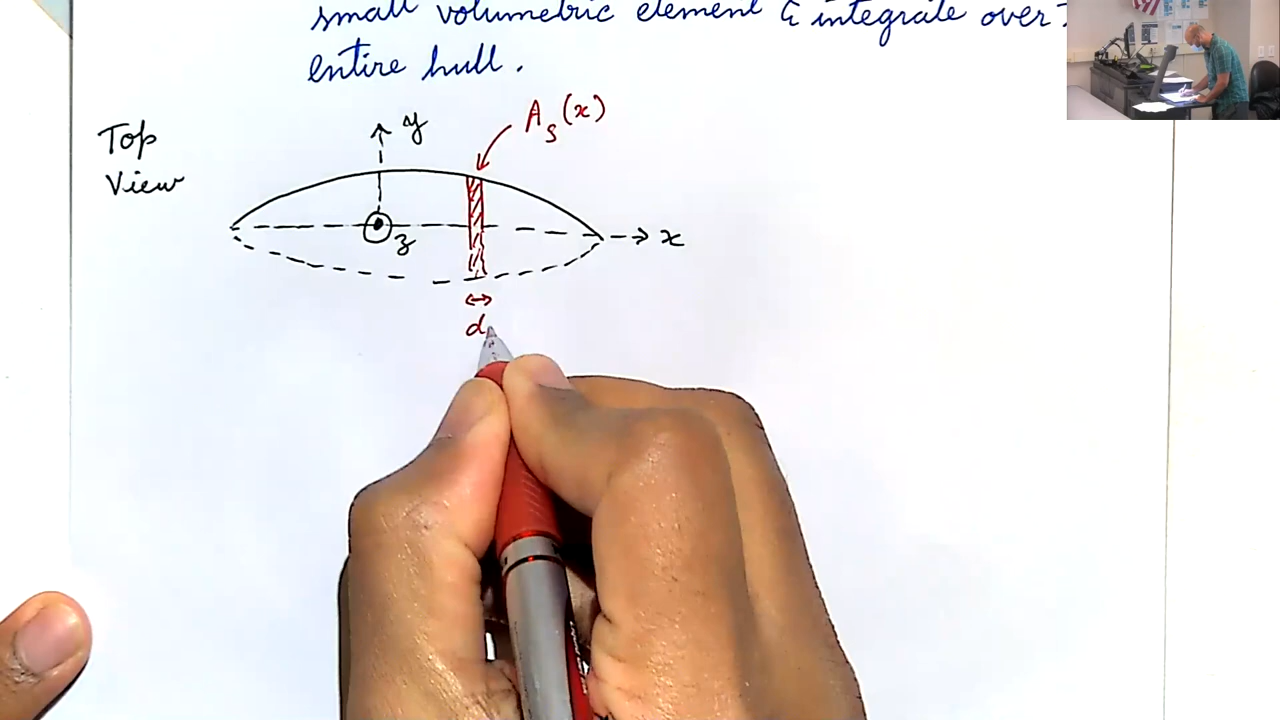 small volumetric element & integrate over
entire hull.
A_s(x)
Top
View
y
z
x
d